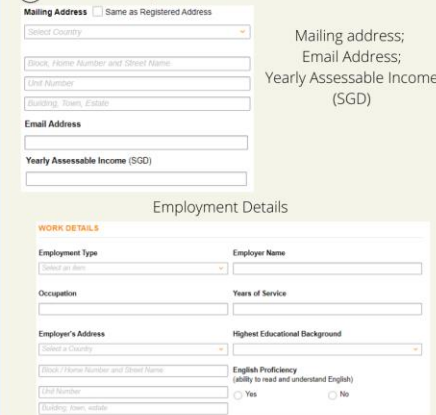 Mailing Address Same as Registered Address
Select Country
Block, Home Number and Street Name
Unit Number
Building, Town, Estate
Email Address
Yearly Assessable Income (SGD)
Mailing address;
Email Address;
Yearly Assessable Income
(SGD)
Employment Details
WORK DETAILS
Employment Type Employer Name
Select an item
Occupation Years of Service
Employer's Address Highest Educational Background
Select a Country
Block / Home Number and Street Name
English Proficiency
(ability to read and understand English)
Unit Number
Yes No
Building, town, estate